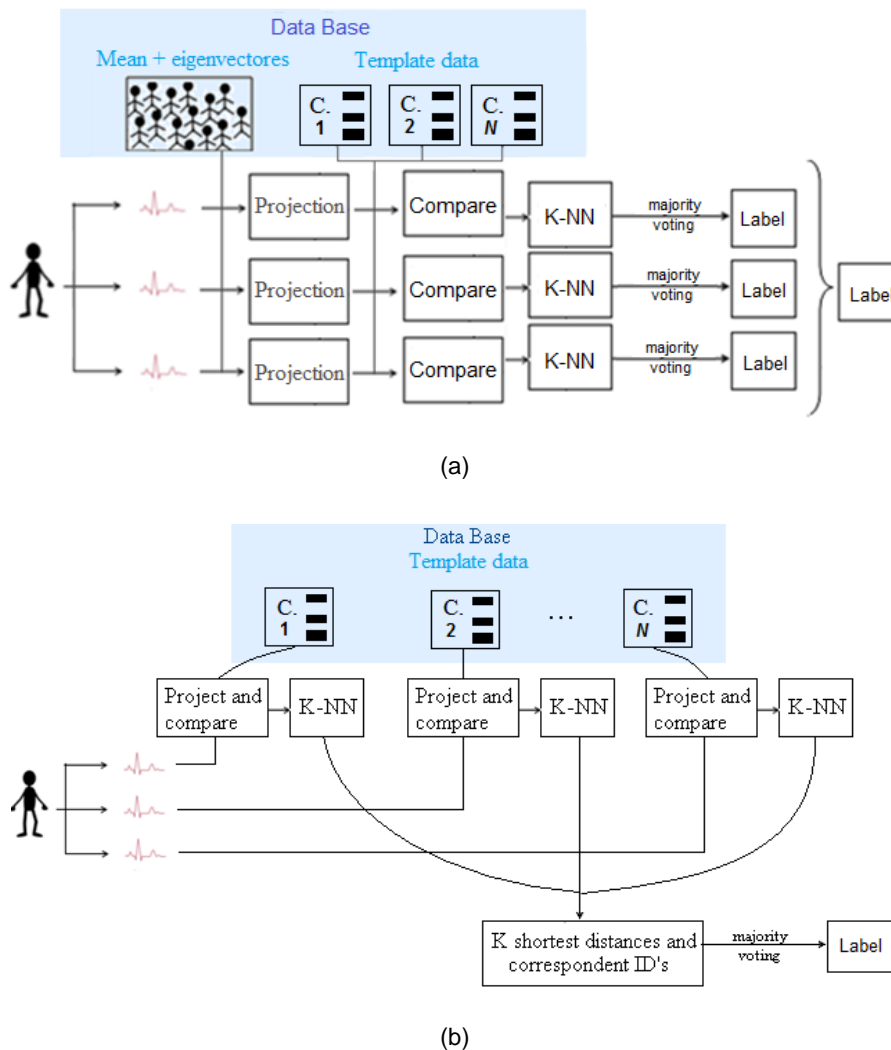 Data Base
Mean + eigenvectores Template data
C. 1 C. 2 C. N
Projection Compare K-NN majority voting Label
Projection Compare K-NN majority voting Label
Label
Projection Compare K-NN majority voting Label
(a)
Data Base
Template data
C. 1 C. 2 ... C. N
Project and compare K-NN Project and compare K-NN Project and compare K-NN
K shortest distances and
correspondent ID's
majority
voting
Label
(b)